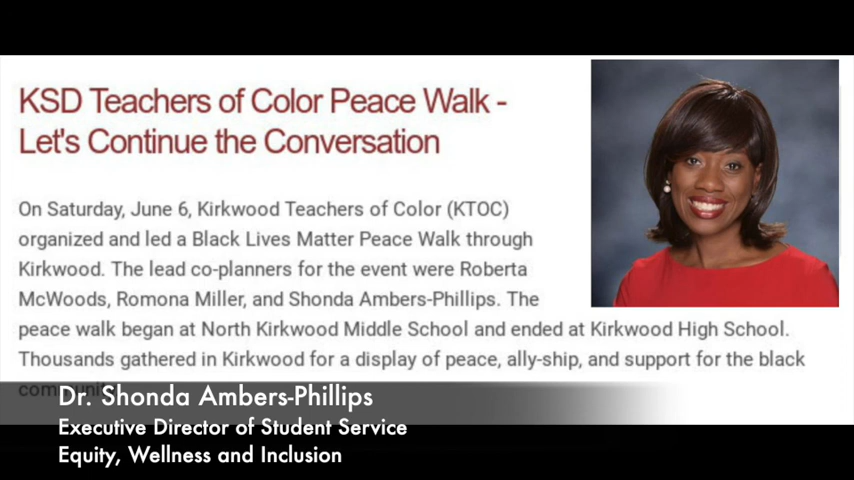 KSD Teachers of Color Peace Walk -
Let's Continue the Conversation
On Saturday, June 6, Kirkwood Teachers of Color (KTOC)
organized and led a Black Lives Matter Peace Walk through
Kirkwood. The lead co-planners for the event were Roberta
McWoods, Romona Miller, and Shonda Ambers-Phillips. The
peace walk began at North Kirkwood Middle School and ended at Kirkwood High School.
Thousands gathered in Kirkwood for a display of peace, ally-ship, and support for the black
Dr. Shonda Ambers-Phillips
Executive Director of Student Service
Equity, Wellness and Inclusion